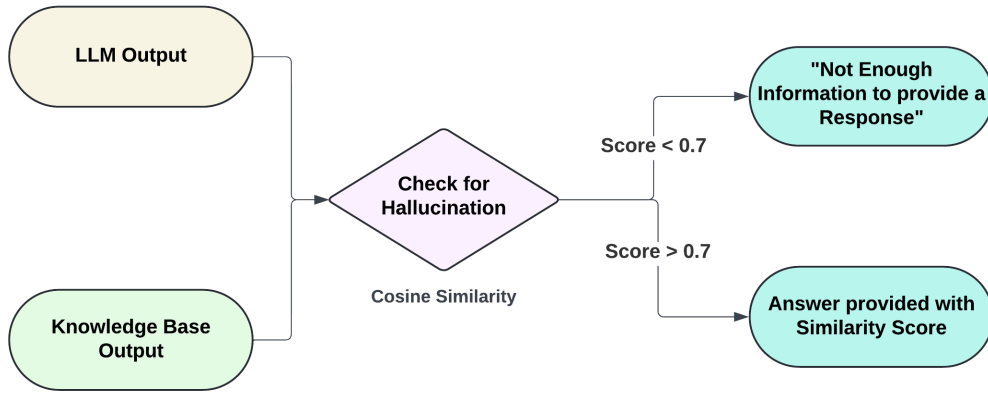 LLM Output
Knowledge Base
Output
Check for
Hallucination
Cosine Similarity
Score < 0.7
"Not Enough
Information to provide a
Response"
Score > 0.7
Answer provided with
Similarity Score